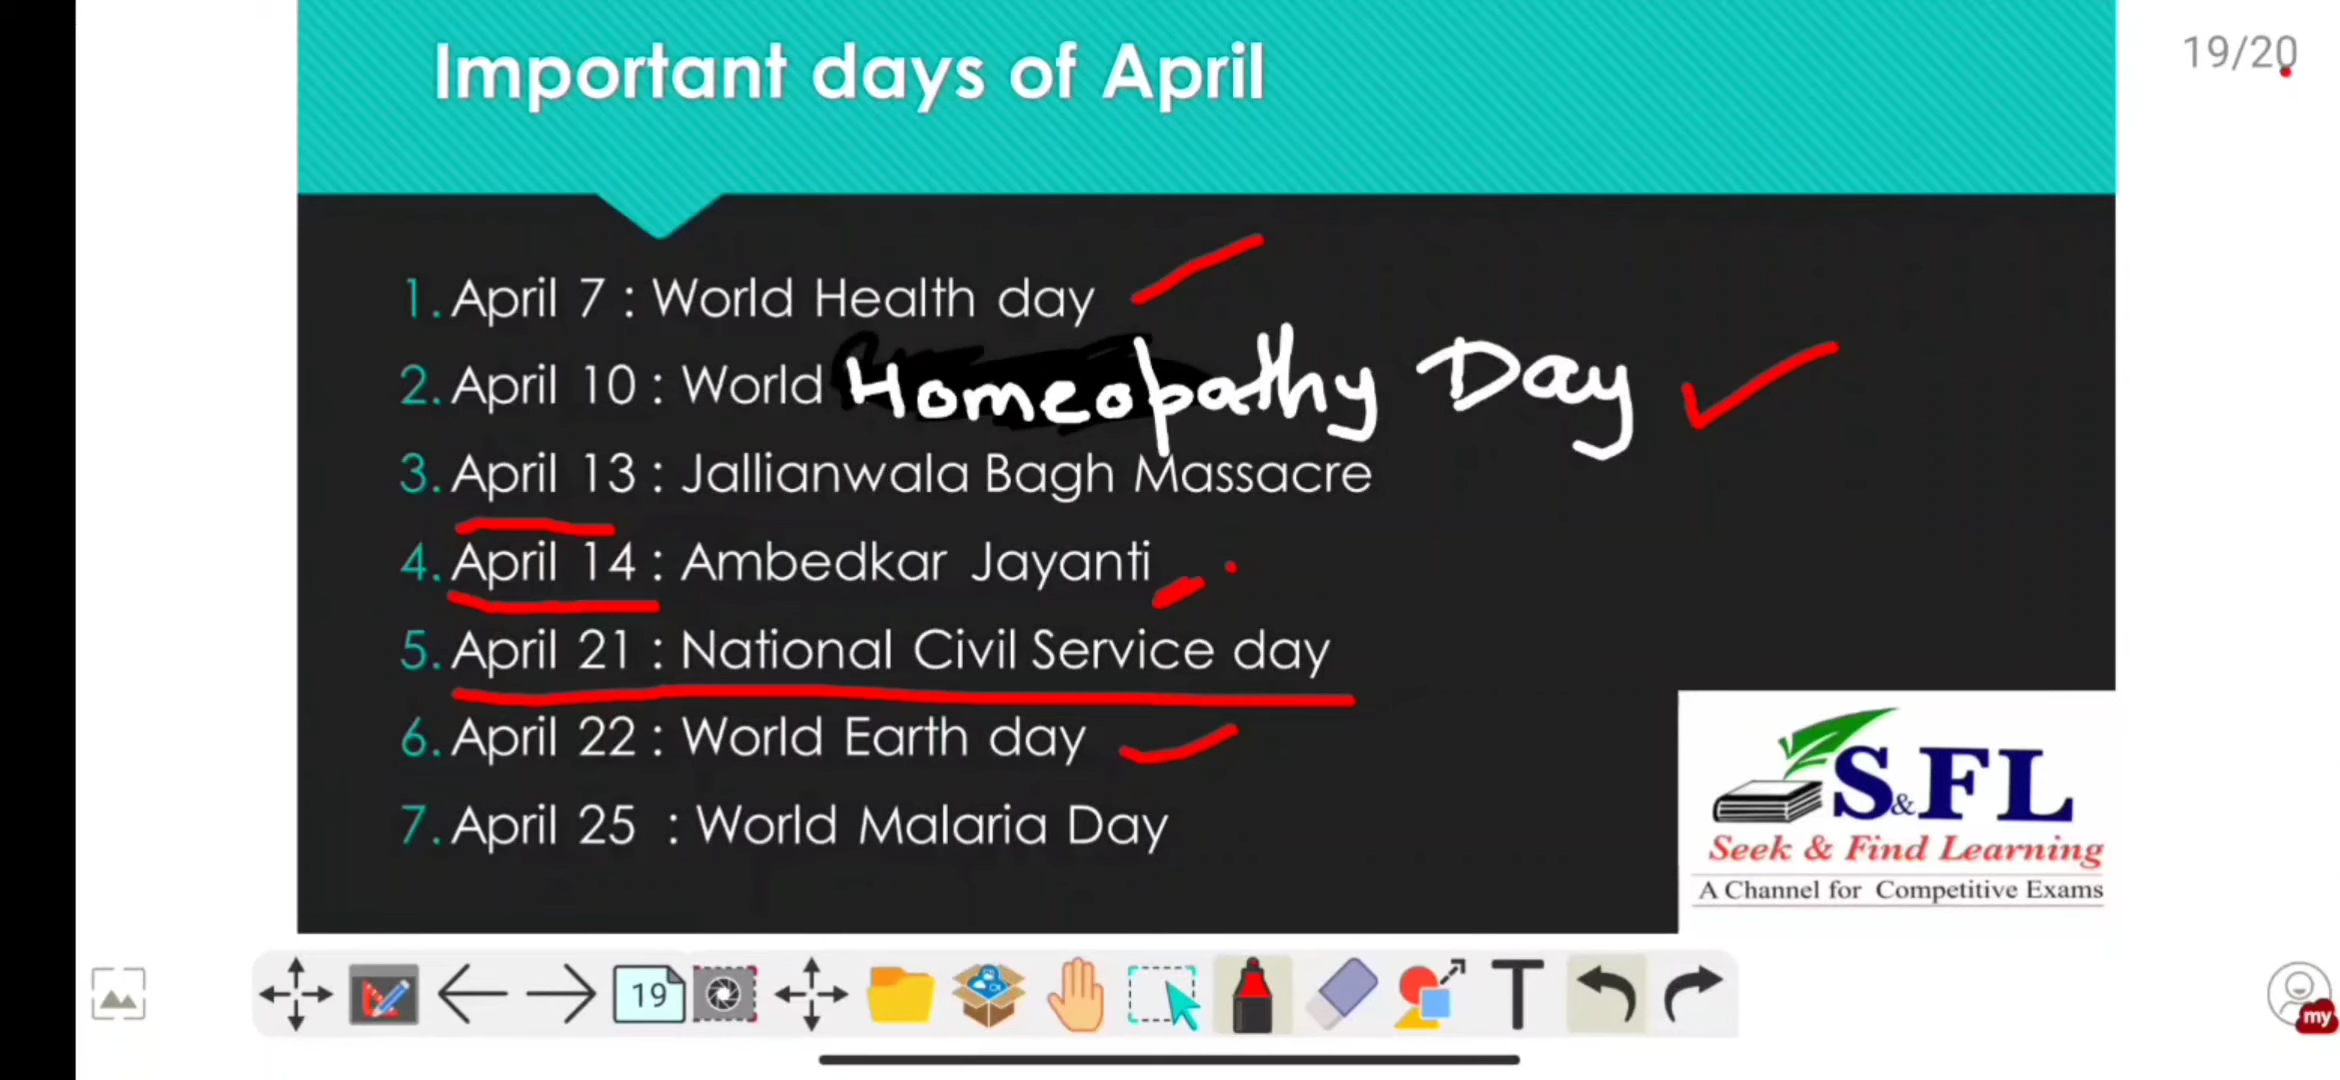 Important days of April
19/20
1. April 7 : World Health day
2. April 10 : World Homeopathy Day
3. April 13 : Jallianwala Bagh Massacre
4. April 14 : Ambedkar Jayanti
5. April 21 : National Civil Service day
6. April 22 : World Earth day
7. April 25 : World Malaria Day
S&FL
Seek & Find Learning
A Channel for Competitive Exams
19
T
my